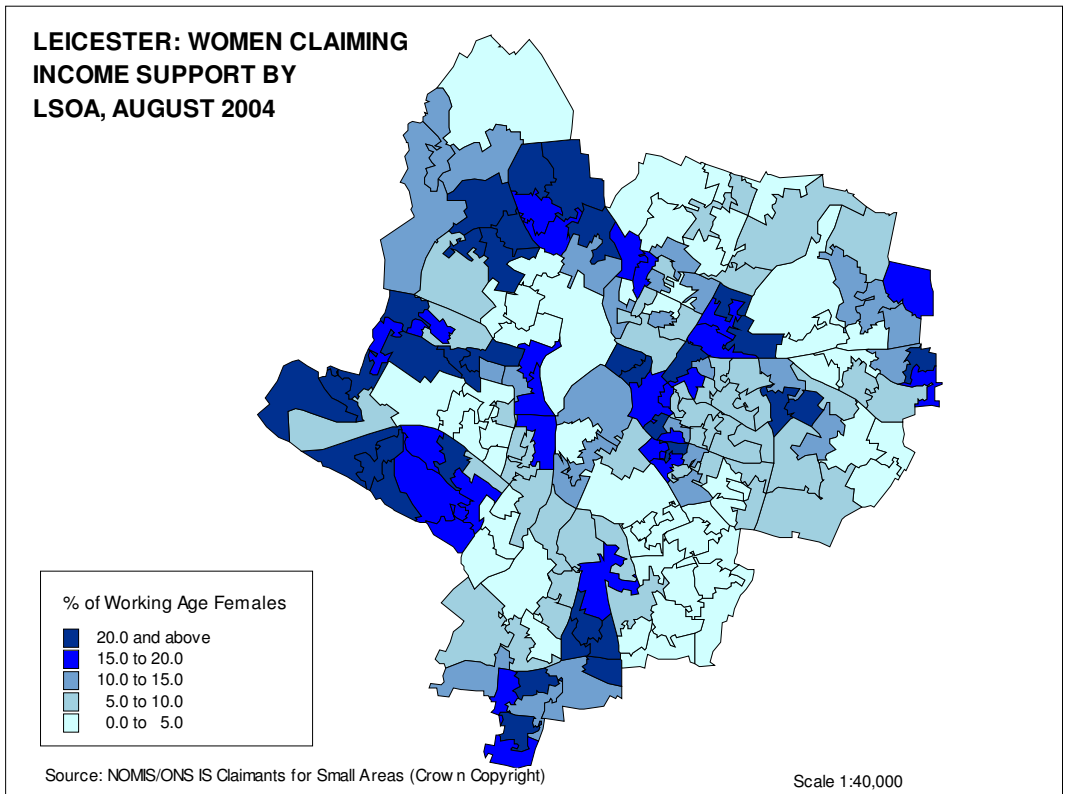 LEICESTER: WOMEN CLAIMING
INCOME SUPPORT BY
LSOA, AUGUST 2004
% of Working Age Females
20.0 and above
15.0 to 20.0
10.0 to 15.0
5.0 to 10.0
0.0 to 5.0
Source: NOMIS/ONS IS Claimants for Small Areas (Crown Copyright)
Scale 1:40,000